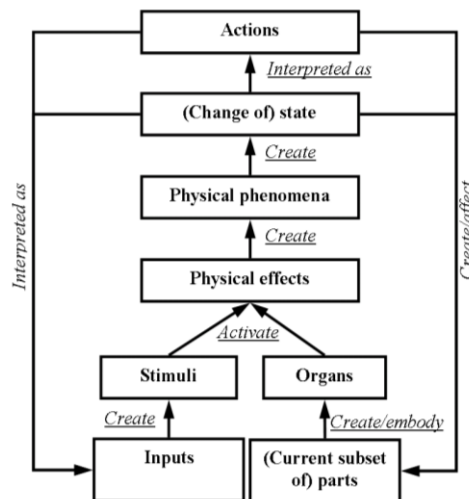 Actions
Interpreted as
(Change of) state
Create
Physical phenomena
Create
Physical effects
Activate
Stimuli
Organs
Create
Create/embody
Inputs
(Current subset
of) parts
Interpreted as
Create/affect